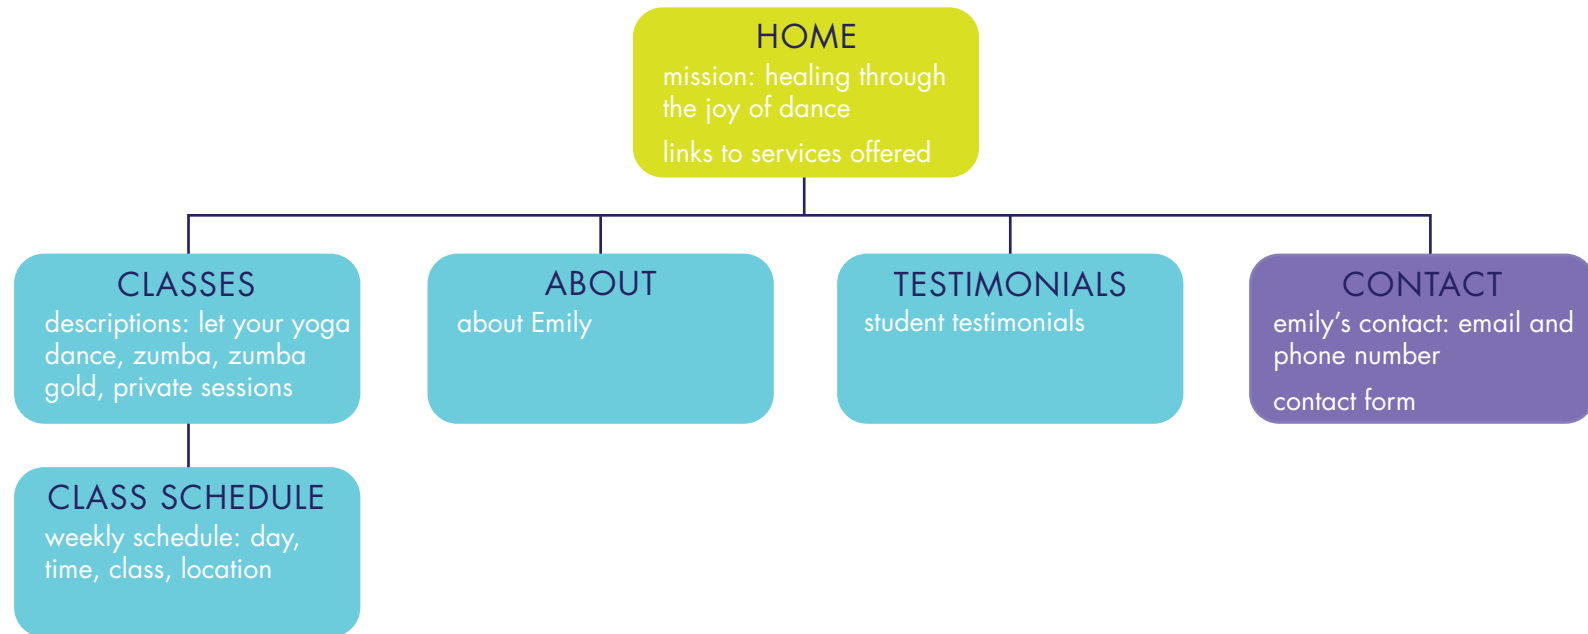 HOME
mission: healing through
the joy of dance
links to services offered
CLASSES
descriptions: let your yoga
dance, zumba, zumba
gold, private sessions
ABOUT
about Emily
TESTIMONIALS
student testimonials
CONTACT
emily’s contact: email and
phone number
contact form
CLASS SCHEDULE
weekly schedule: day,
time, class, location